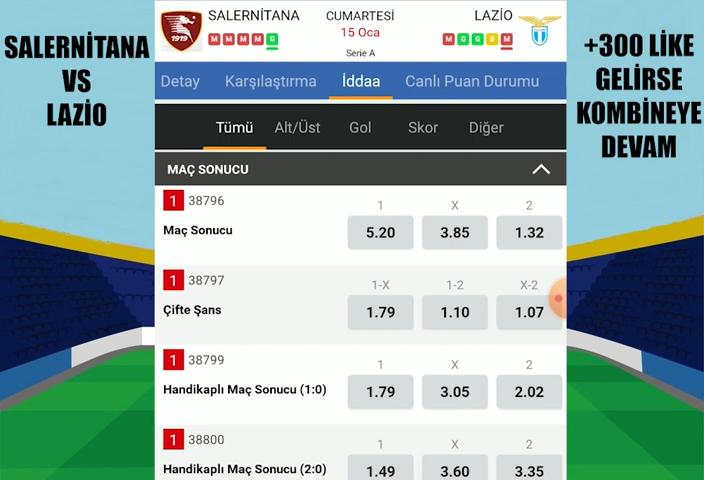 SALERNİTANA
VS
LAZİO
+300 LİKE
GELİRSE
KOMBİNEYE
DEVAM
1919
SALERNİTANA
M M M M G
CUMARTESİ
15 Oca
Serie A
LAZİO
M G G B M
Detay Karşılaştırma İddaa Canlı Puan Durumu
Tümü Alt/Üst Gol Skor Diğer
MAÇ SONUCU
1 38796
1 X 2
Maç Sonucu 5.20 3.85 1.32
1 38797
1-X 1-2 X-2
Çifte Şans 1.79 1.10 1.07
1 38799
1 X 2
Handikaplı Maç Sonucu (1:0) 1.79 3.05 2.02
1 38800
1 X 2
Handikaplı Maç Sonucu (2:0) 1.49 3.60 3.35